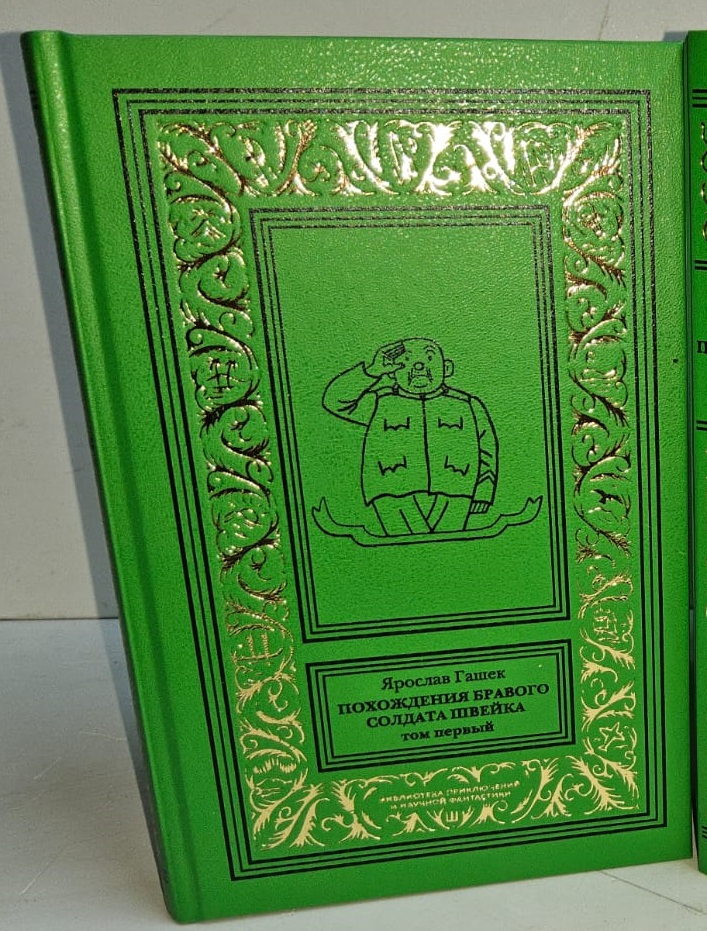 Ярослав Гашек
ПОХОЖДЕНИЯ БРАВОГО
СОЛДАТА ШВЕЙКА
том первый
БИБЛИОТЕКА ПРИКЛЮЧЕНИЙ
И НАУЧНОЙ ФАНТАСТИКИ
Ш